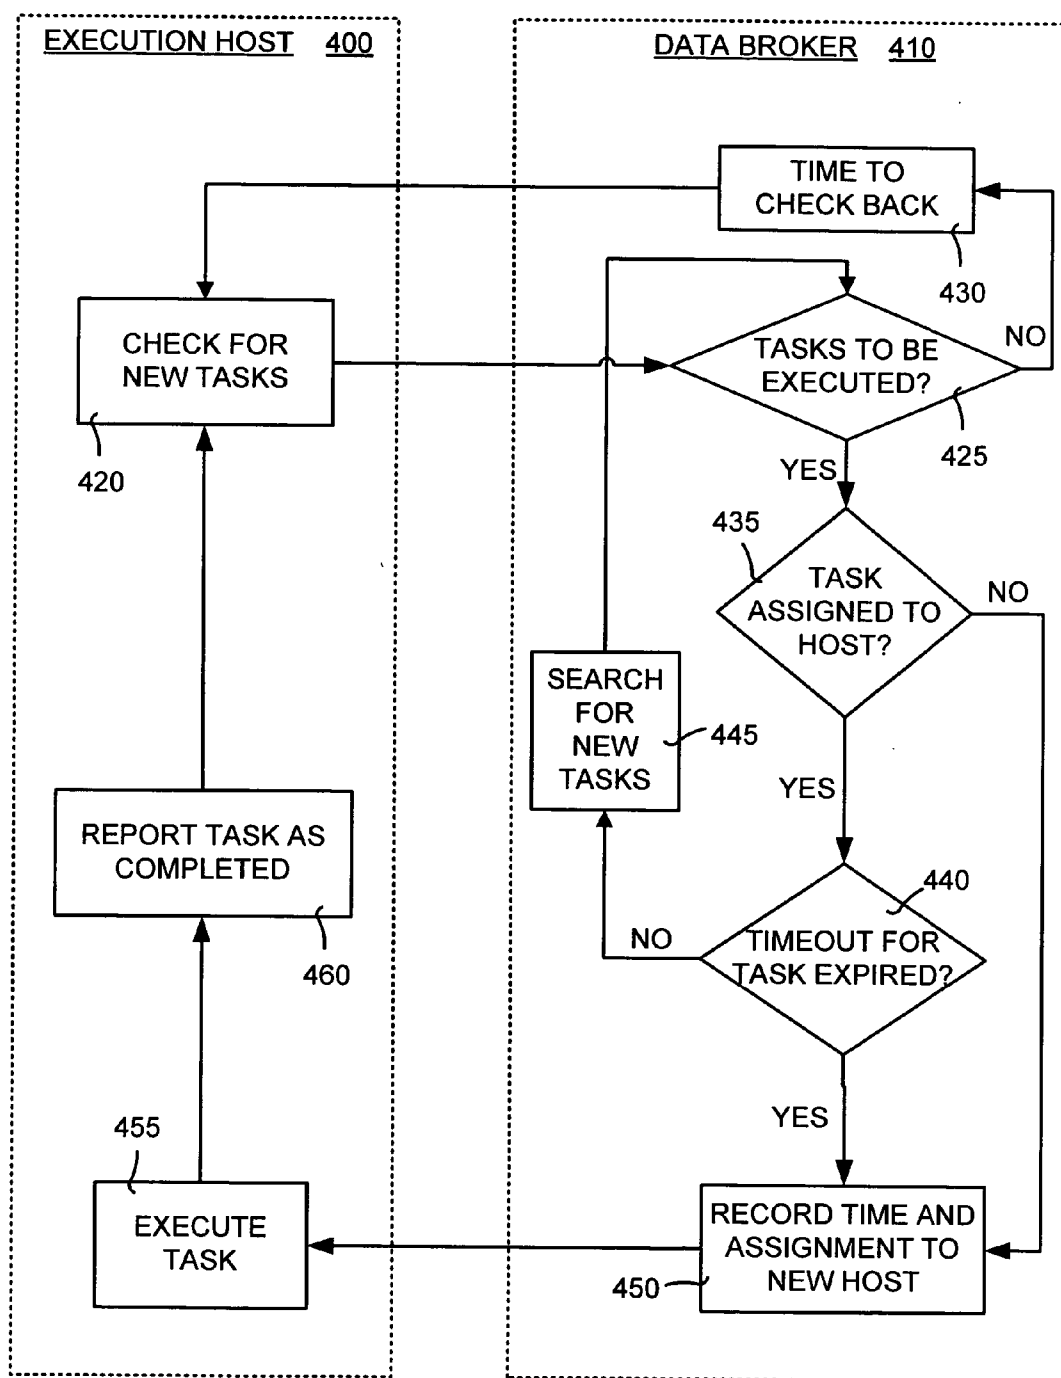 EXECUTION HOST 400
DATA BROKER 410
TIME TO
CHECK BACK
430
CHECK FOR
NEW TASKS
420
TASKS TO BE
EXECUTED?
NO
425
YES
435
TASK
ASSIGNED TO
HOST?
NO
SEARCH
FOR
NEW
TASKS
445
YES
REPORT TASK AS
COMPLETED
460
440
TIMEOUT FOR
TASK EXPIRED?
NO
YES
455
EXECUTE
TASK
RECORD TIME AND
ASSIGNMENT TO
NEW HOST
450